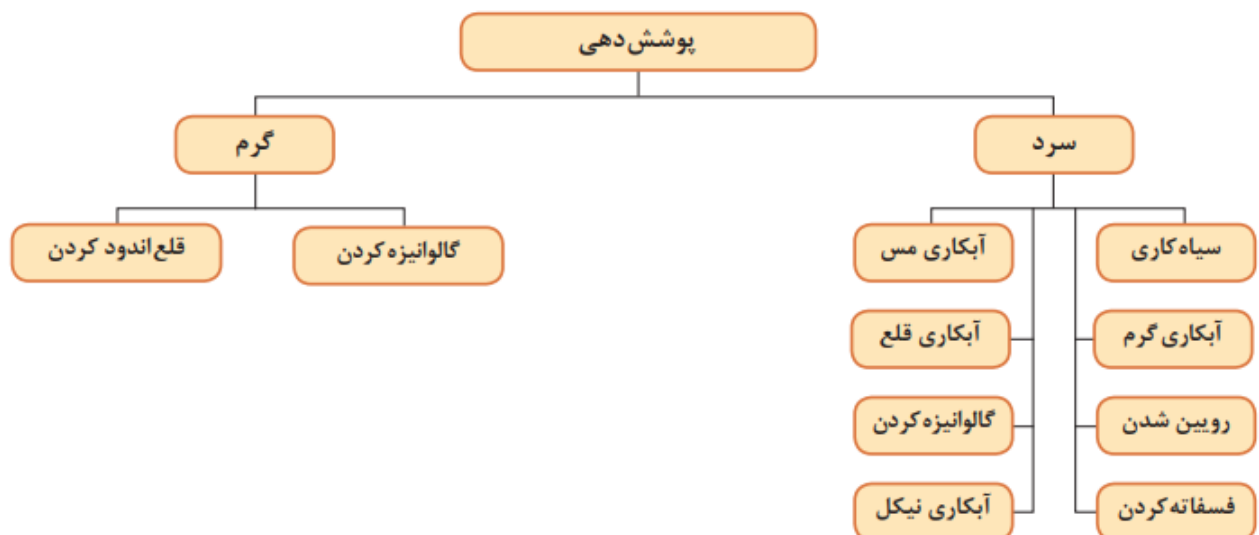 پوشش‌دهی
سرد
گرم
سیاه‌کاری
آبکاری مس
گالوانیزه‌کردن
قلع‌اندود کردن
آبکاری گرم
آبکاری قلع
رویین شدن
گالوانیزه‌کردن
فسفاته‌کردن
آبکاری نیکل